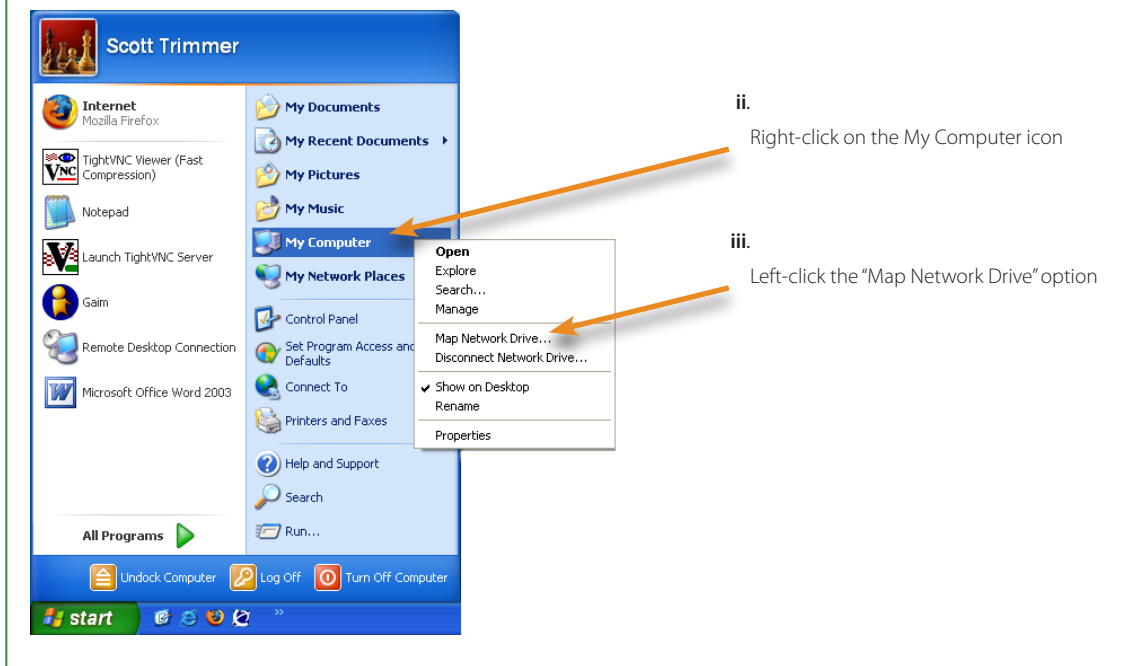 Scott Trimmer
Internet
Mozilla Firefox
TightVNC Viewer (Fast
Compression)
Notepad
Launch TightVNC Server
Gaim
Remote Desktop Connection
Microsoft Office Word 2003
All Programs
My Documents
My Recent Documents
My Pictures
My Music
My Computer
My Network Places
Control Panel
Set Program Access and
Defaults
Connect To
Printers and Faxes
Help and Support
Search
Run...
Open
Explore
Search...
Manage
Map Network Drive...
Disconnect Network Drive...
Show on Desktop
Rename
Properties
Undock Computer
Log Off
Turn Off Computer
start
ii.
Right-click on the My Computer icon
iii.
Left-click the “Map Network Drive” option
VNC